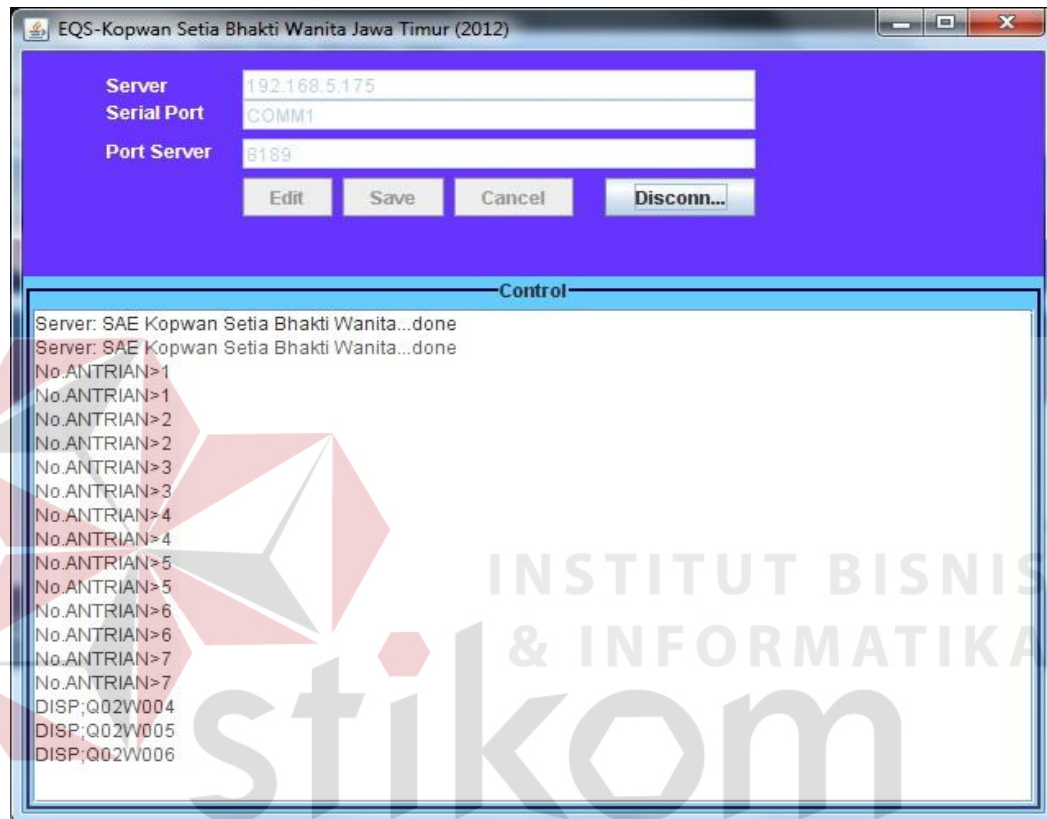 EQS-Kopwan Setia Bhakti Wanita Jawa Timur (2012)
Server 192.168.5.175
Serial Port COMM1
Port Server 8189
Edit Save Cancel Disconn...
Control
Server: SAE Kopwan Setia Bhakti Wanita...done
Server: SAE Kopwan Setia Bhakti Wanita...done
No.ANTRIAN>1
No.ANTRIAN>1
No.ANTRIAN>2
No.ANTRIAN>2
No.ANTRIAN>3
No.ANTRIAN>3
No.ANTRIAN>4
No.ANTRIAN>4
No.ANTRIAN>5
No.ANTRIAN>5
No.ANTRIAN>6
No.ANTRIAN>6
No.ANTRIAN>7
No.ANTRIAN>7
DISP;Q02W004
DISP;Q02W005
DISP;Q02W006
INSTITUT BISNIS
& INFORMATIKA
stikom